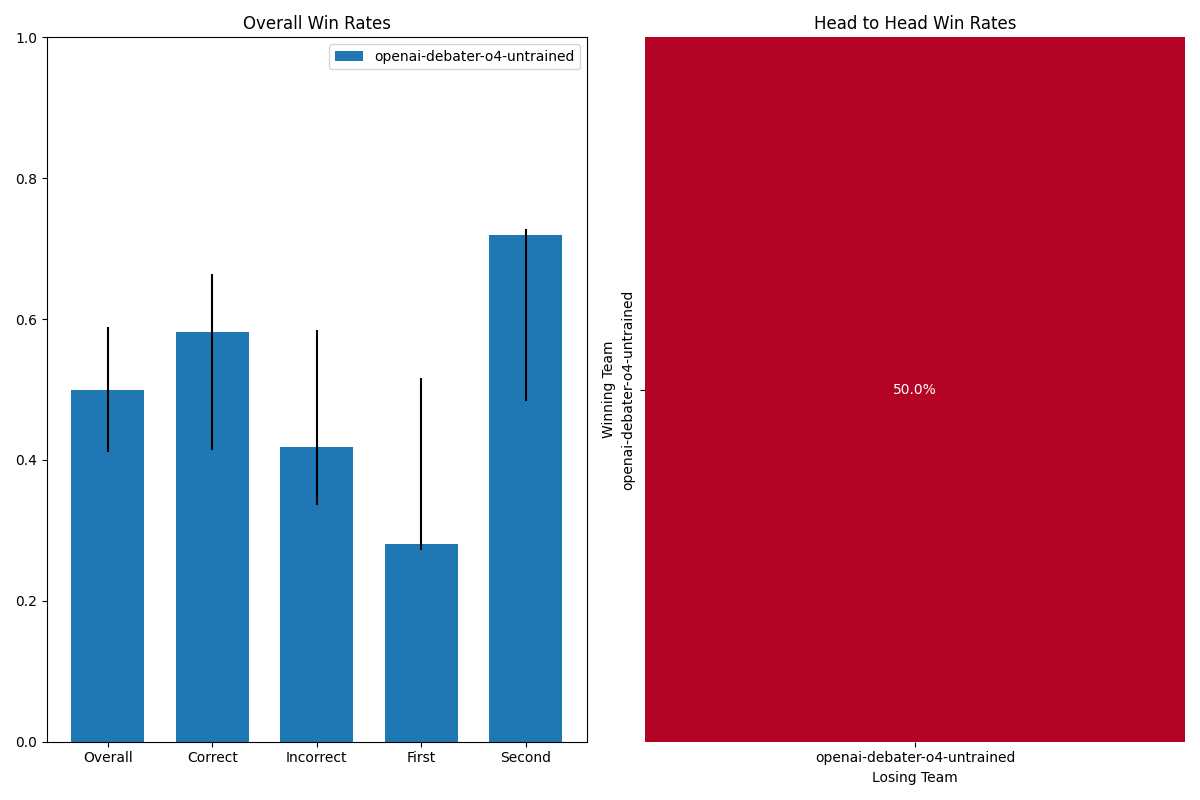 Overall Win Rates
1.0
0.8
0.6
0.4
0.2
0.0
openai-debater-o4-untrained
Overall
Correct
Incorrect
First
Second
Head to Head Win Rates
Winning Team
openai-debater-o4-untrained
50.0%
openai-debater-o4-untrained
Losing Team